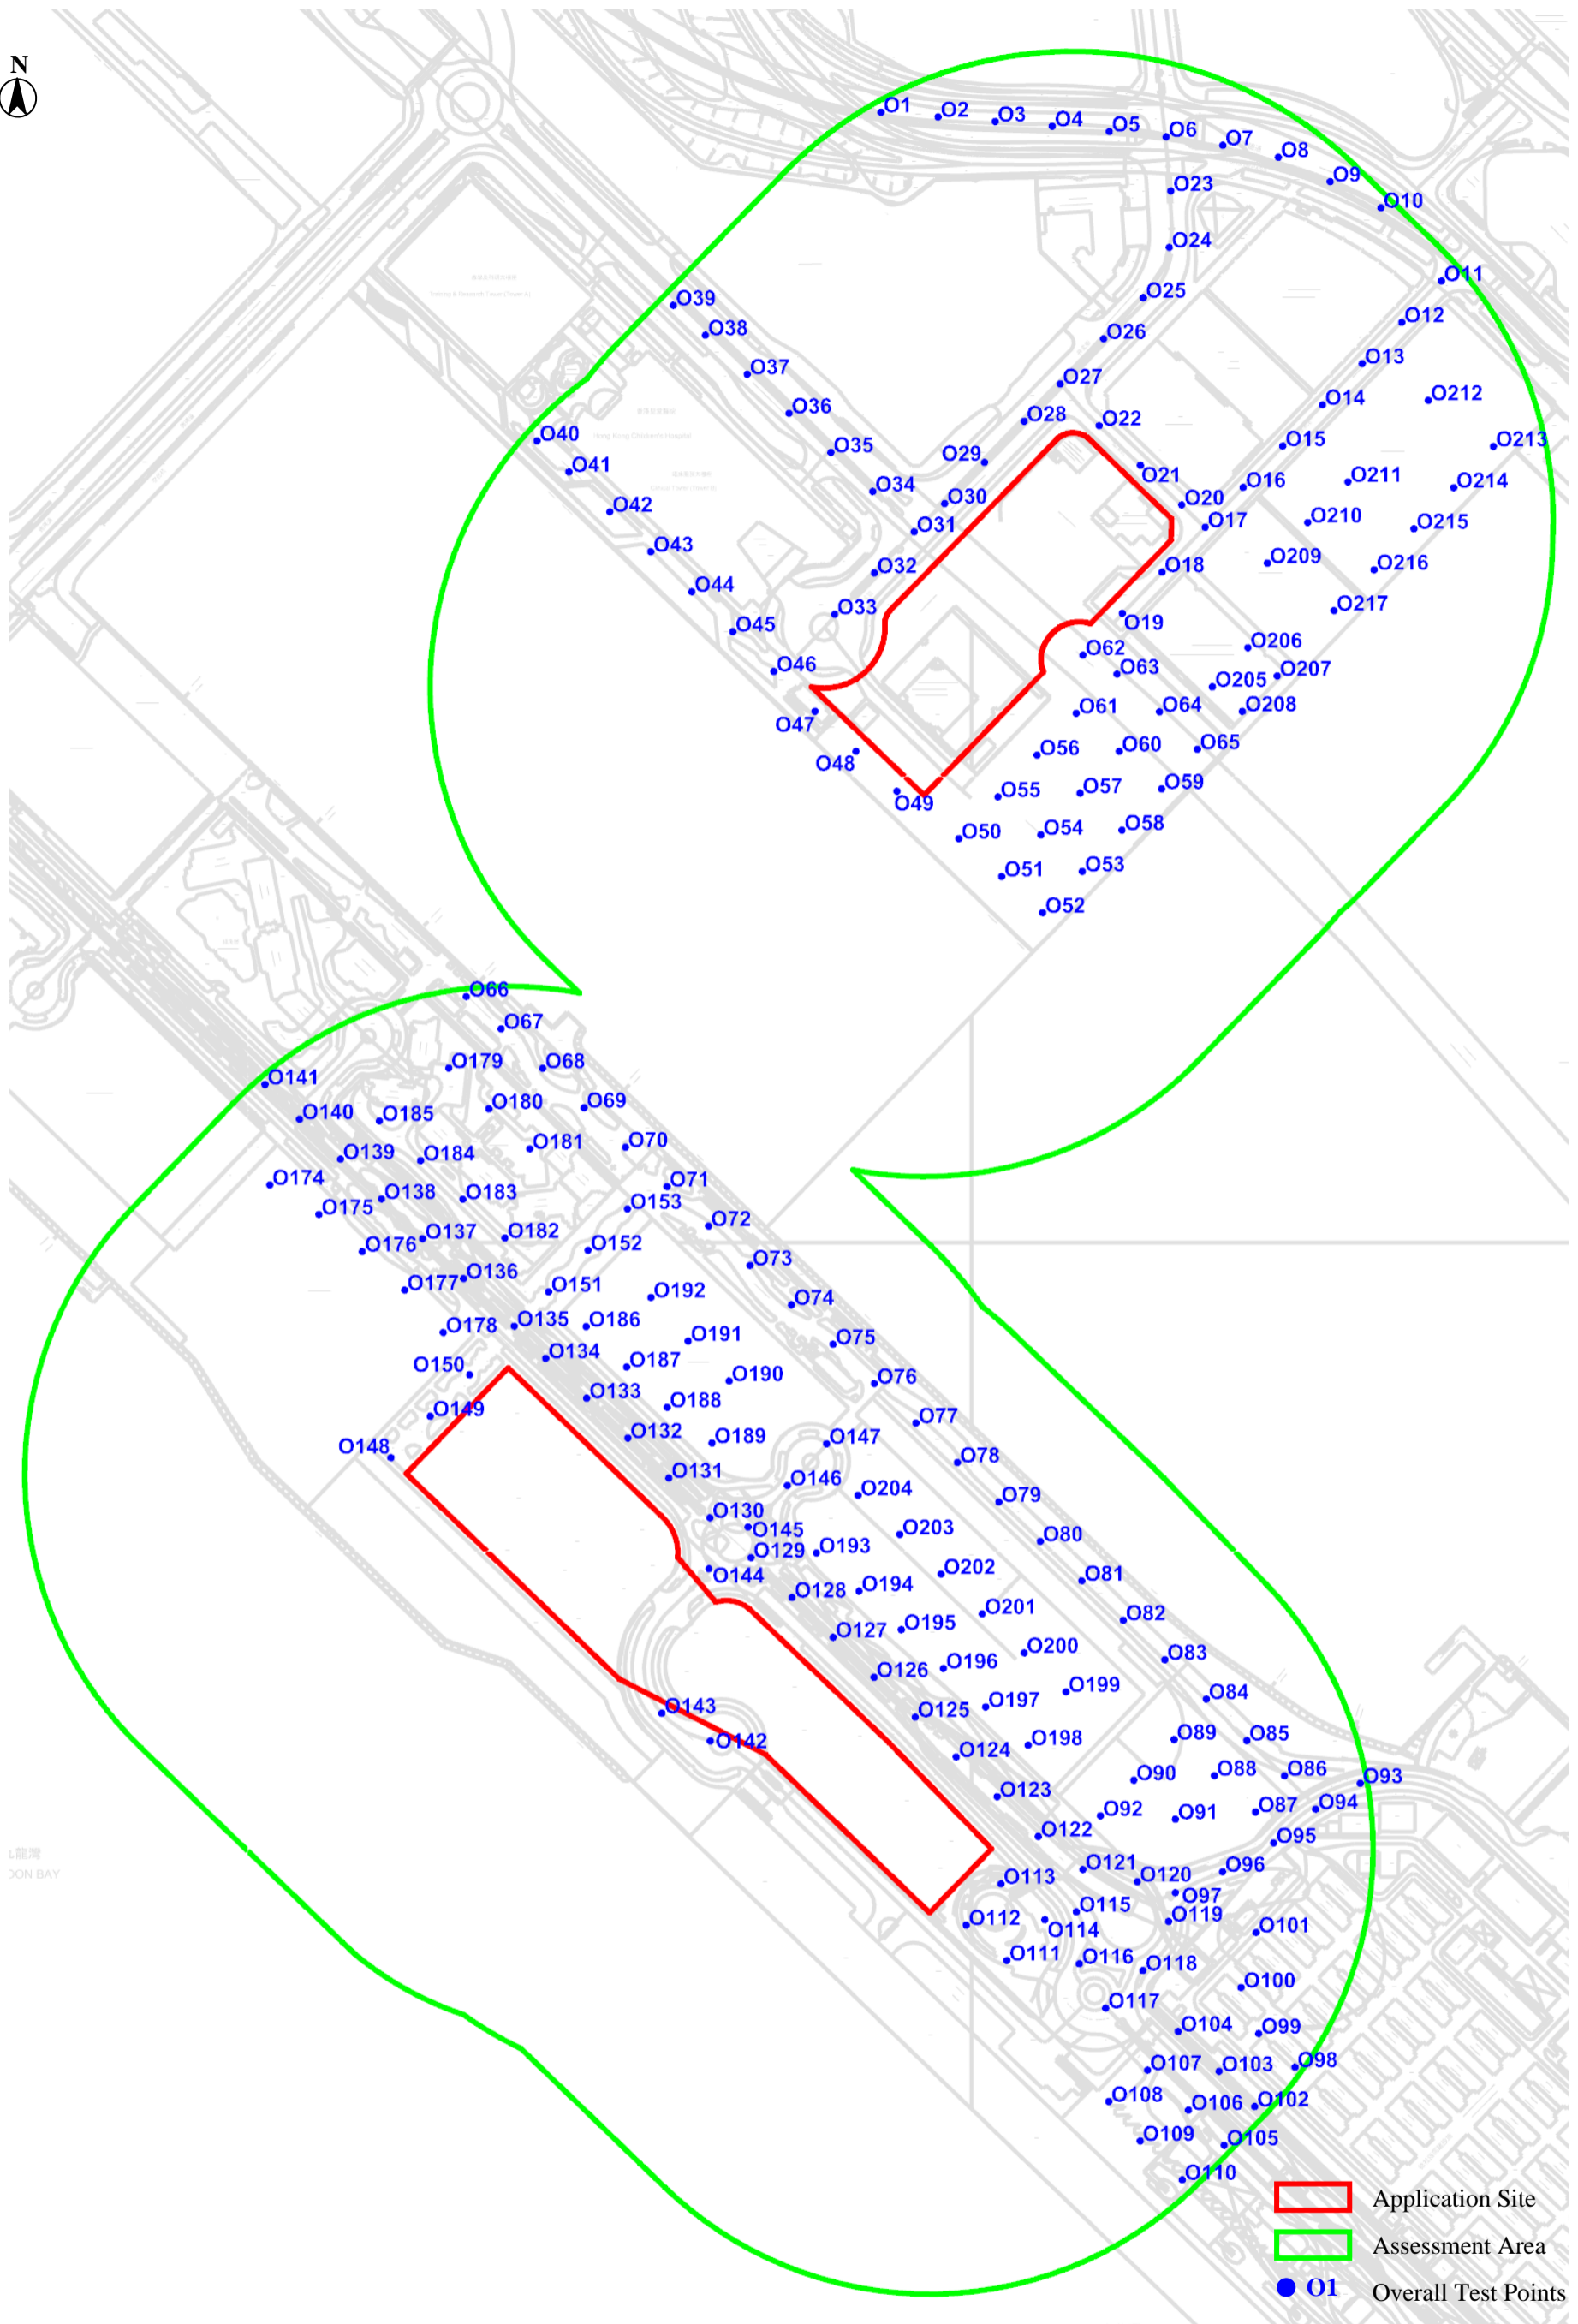 N
O1
O2
O3
O4
O5
O6
O7
O8
O9
O10
O23
O24
O11
O25
O39
O12
O38
O26
O13
O37
O27
O14
O212
O36
O28
O22
O40
O15
O213
O35
O29
O41
O21
O16
O211
O214
O34
O30
O20
O42
O31
O17
O210
O215
O43
O32
O18
O209
O216
O44
O33
O19
O217
O45
O62
O206
O46
O63
O205
O207
O47
O61
O64
O208
O48
O56
O60
O65
O49
O55
O57
O59
O50
O54
O58
O51
O53
O52
O66
O67
O179
O68
O141
O180
O69
O140
O185
O181
O70
O139
O184
O174
O138
O183
O71
O175
O153
O137
O182
O72
O176
O152
O136
O73
O177
O151
O192
O74
O178
O135
O186
O191
O75
O150
O134
O187
O190
O76
O149
O133
O188
O77
O148
O132
O189
O147
O78
O131
O146
O204
O79
O130
O145
O203
O80
O129
O193
O144
O202
O81
O128
O194
O201
O82
O127
O195
O200
O83
O126
O196
O199
O84
O143
O125
O197
O142
O124
O198
O89
O85
O123
O90
O88
O86
O93
O122
O92
O91
O87
O94
O95
O113
O121
O120
O96
O97
O112
O115
O119
O114
O101
O111
O116
O118
O100
O117
O104
O99
O107
O103
O98
O108
O106
O102
O109
O105
O110
Hong Kong Children's Hospital
九龍灣
OON BAY
Application Site
Assessment Area
O1 Overall Test Points